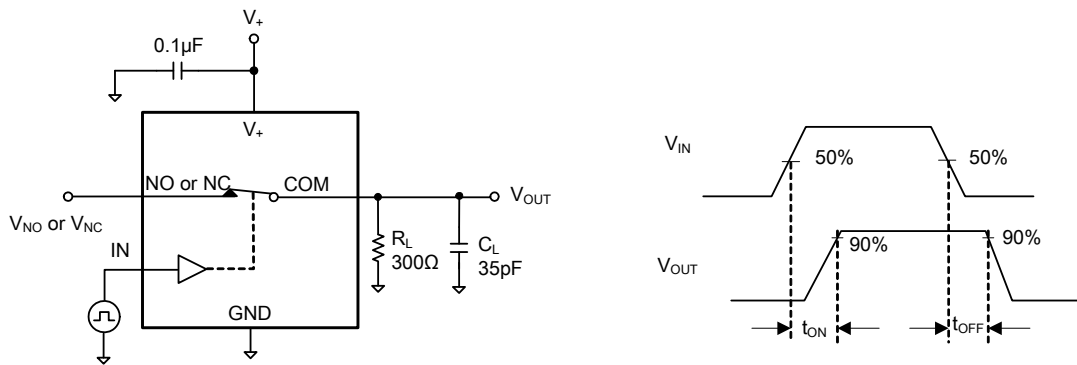 V+
0.1µF
V+
NO or NC
COM
VOUT
VNO or VNC
IN
RL
300Ω
CL
35pF
GND
VIN
50%
50%
VOUT
90%
90%
tON
tOFF